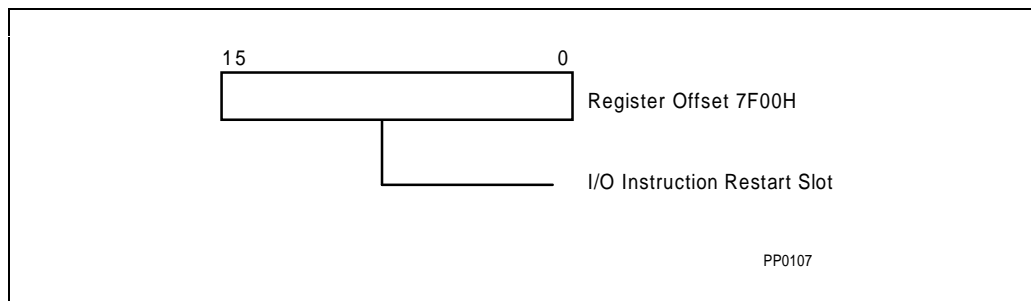 15 0
Register Offset 7F00H
I/O Instruction Restart Slot
PP0107